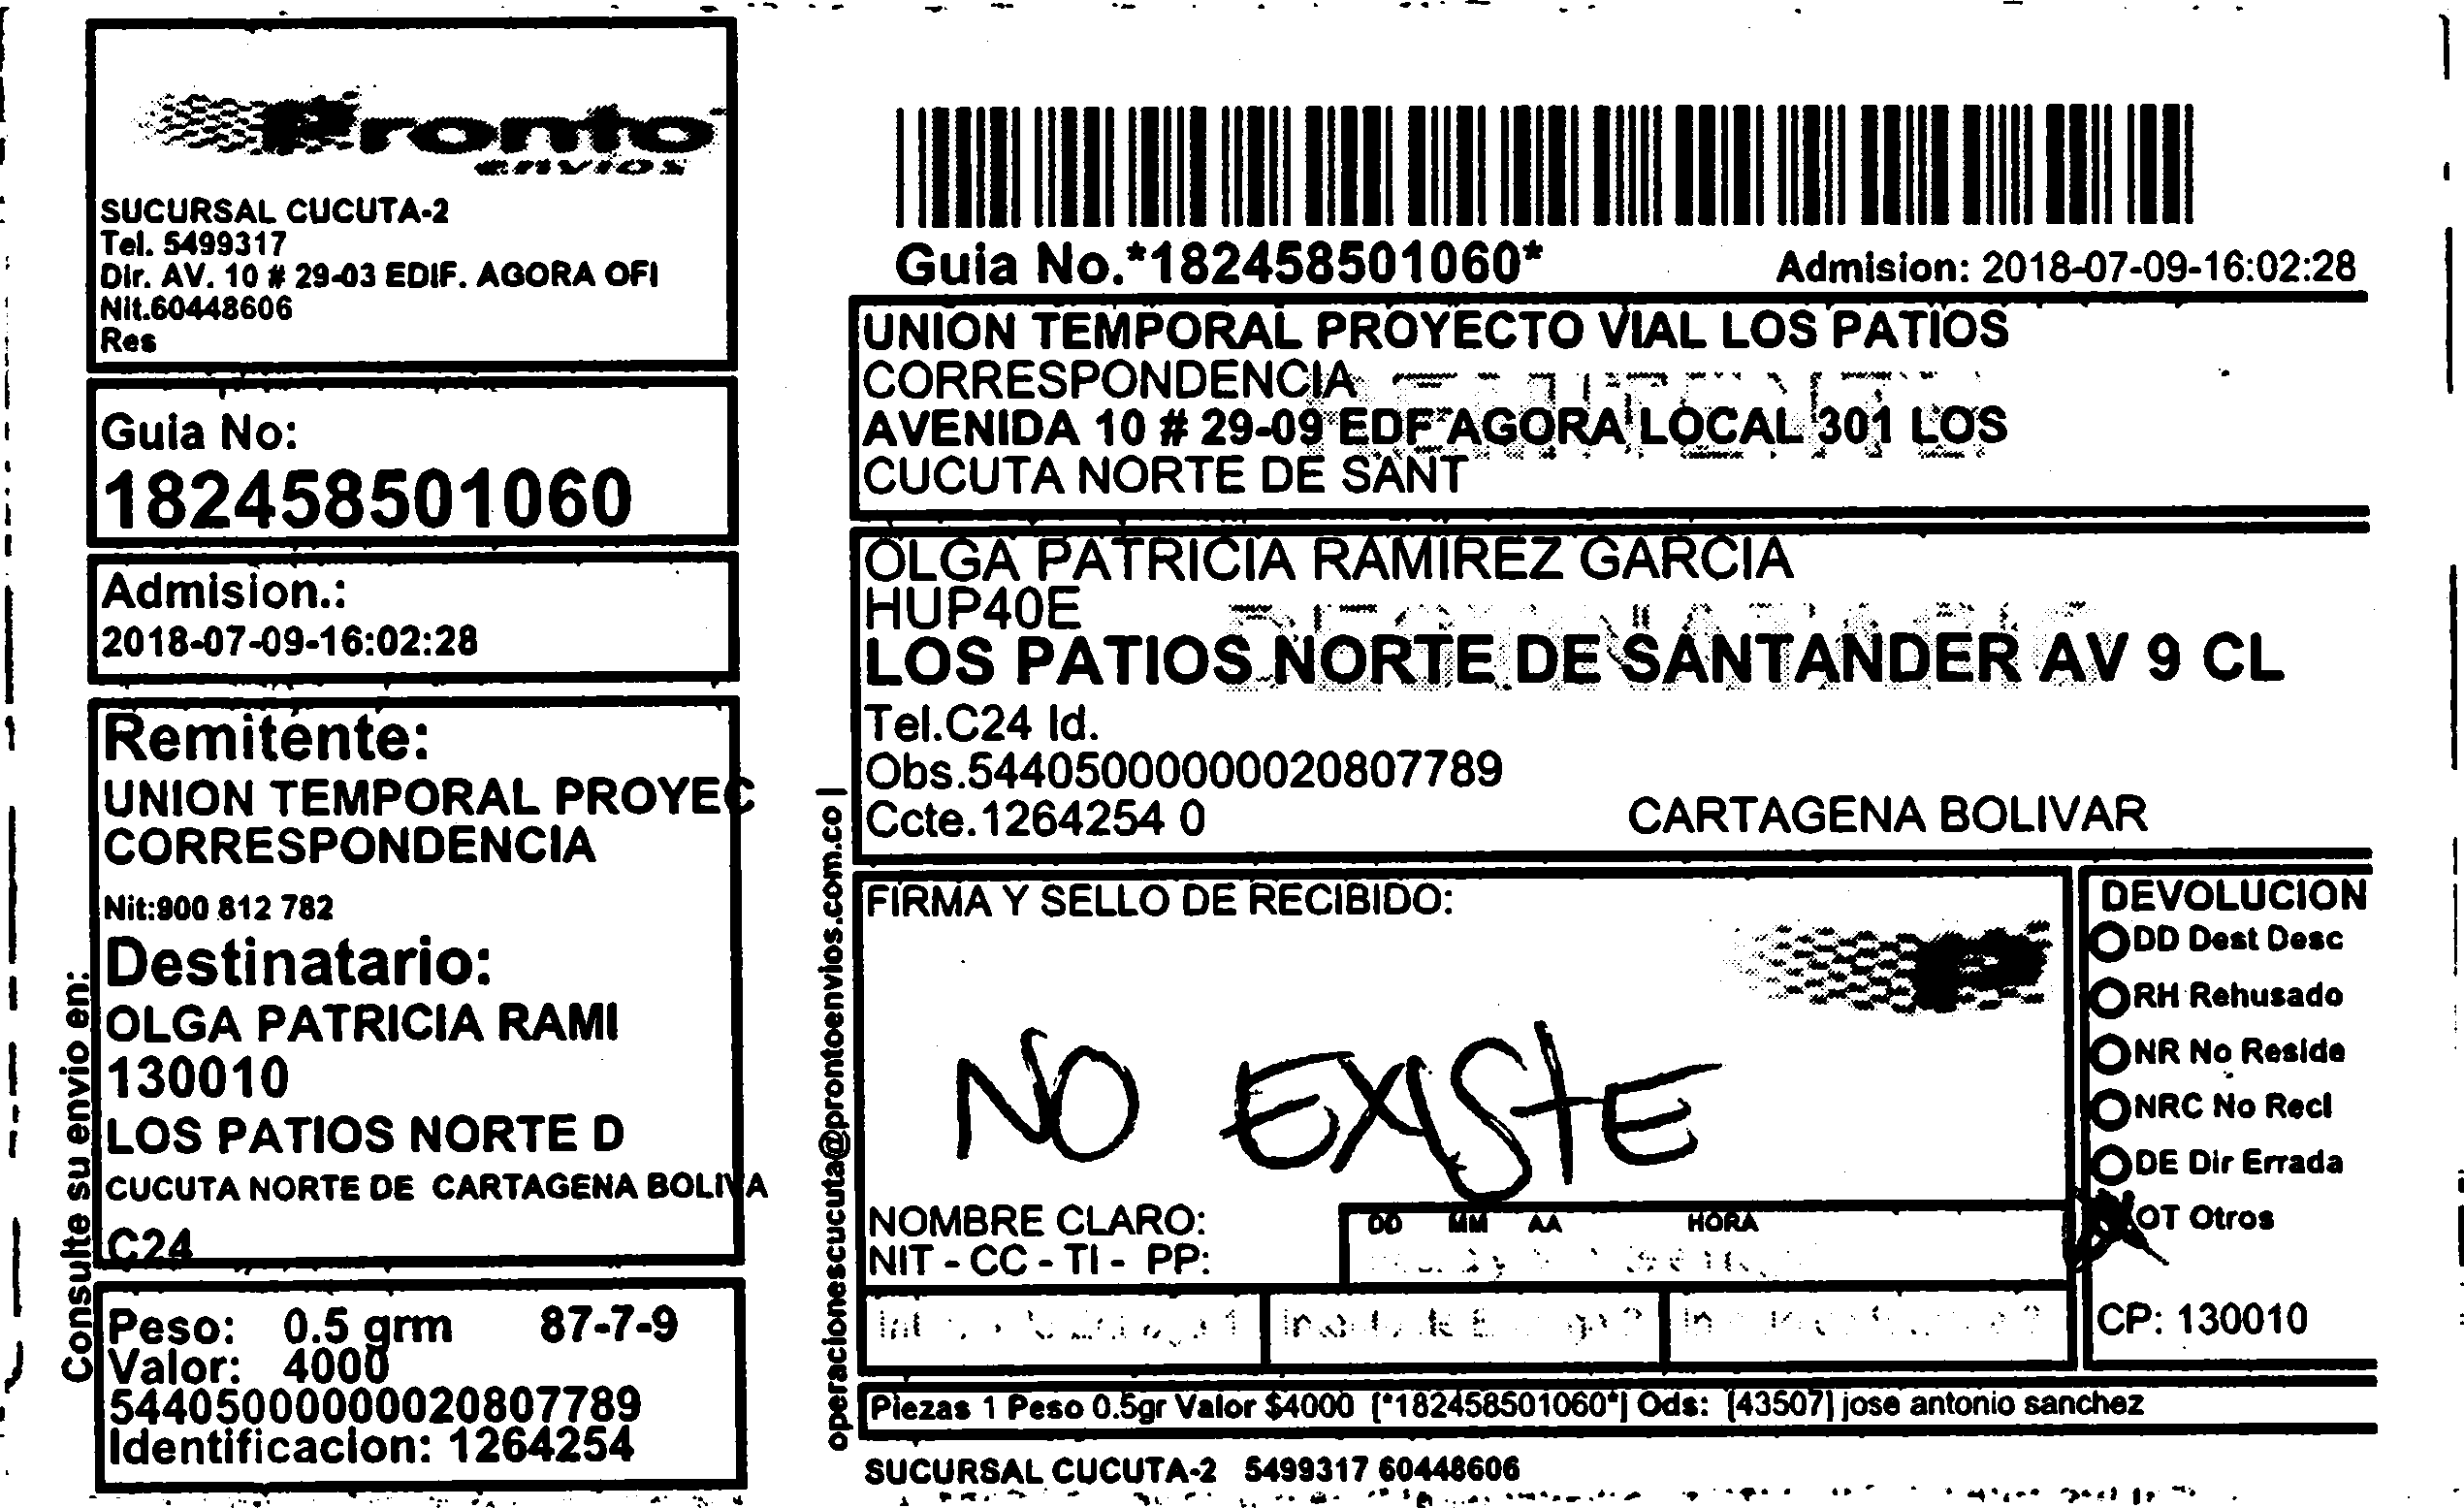 Pronto
envios
SUCURSAL CUCUTA-2
Tel. 5499317
Dir. AV. 10 # 29-03 EDIF. AGORA OFI
Nit.60448606
Res
Guia No:
182458501060
Admision.:
2018-07-09-16:02:28
Remitente:
UNION TEMPORAL PROYEC
CORRESPONDENCIA
Nit:900 812 782
Destinatario:
OLGA PATRICIA RAMI
130010
LOS PATIOS NORTE D
CUCUTA NORTE DE CARTAGENA BOLIVA
C24
Peso: 0.5 grm 87-7-9
Valor: 4000
544050000000020807789
Identificacion: 1264254
Consulte su envio en:
operacionescucuta@prontoenvios.com.co |
Guia No.*182458501060*
Admision: 2018-07-09-16:02:28
UNION TEMPORAL PROYECTO VIAL LOS PATIOS
CORRESPONDENCIA
AVENIDA 10 # 29-09 EDF AGORA LOCAL 301 LOS
CUCUTA NORTE DE SANT
REMITENTE
OLGA PATRICIA RAMIREZ GARCIA
HUP40E
DESTINATARIO
LOS PATIOS NORTE DE SANTANDER AV 9 CL
Tel.C24 Id.
Obs.544050000000020807789
Ccte.1264254 0
CARTAGENA BOLIVAR
FIRMA Y SELLO DE RECIBIDO:
P
NO EXISTE
NOMBRE CLARO:
NIT - CC - TI - PP:
DD MM AA HORA
DEVOLUCION
DD Dest Desc
RH Rehusado
NR No Reside
NRC No Recl
DE Dir Errada
OT Otros
CP: 130010
Piezas 1 Peso 0.5gr Valor $4000 [*182458501060*] Ods: [43507] jose antonio sanchez
SUCURSAL CUCUTA-2 5499317 60448606